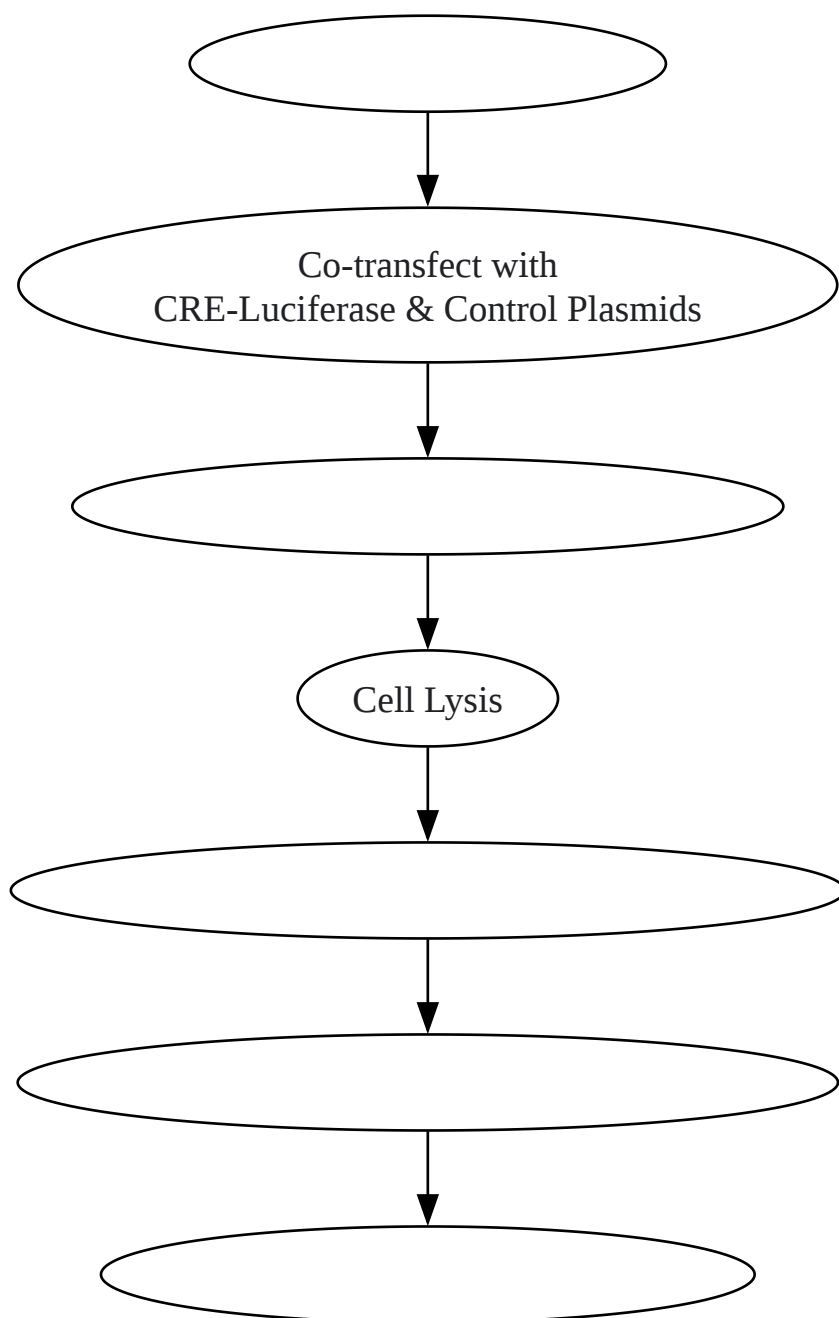 Co-transfect with
CRE-Luciferase & Control Plasmids
Cell Lysis